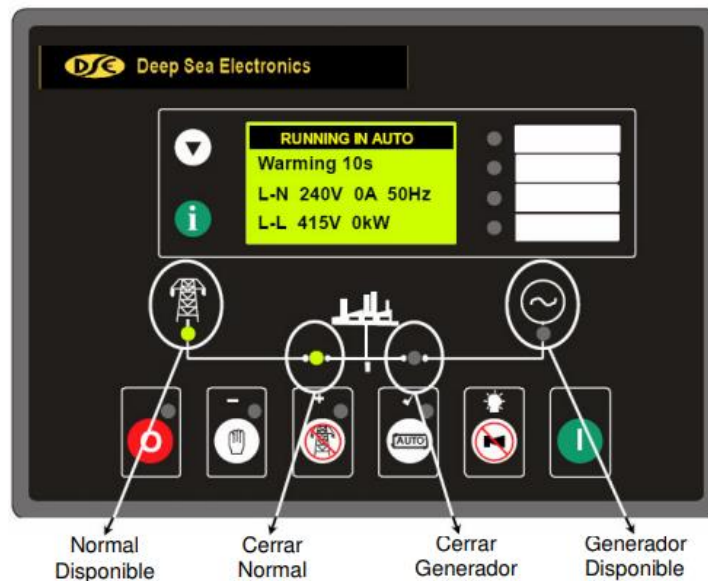 DSE Deep Sea Electronics
RUNNING IN AUTO
Warming 10s
L-N 240V 0A 50Hz
L-L 415V 0kW
i
AUTO
Normal
Disponible
Cerrar
Normal
Cerrar
Generador
Generador
Disponible